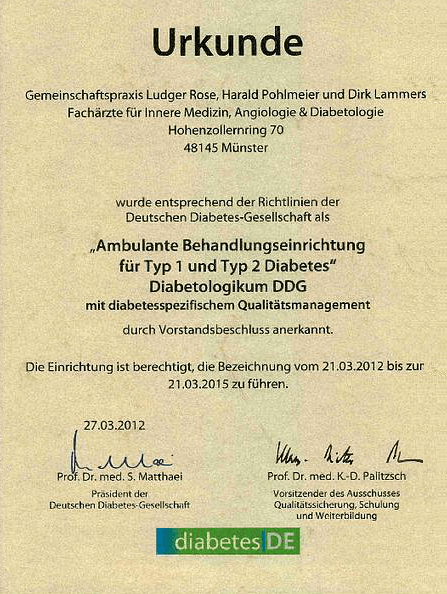 Urkunde
Gemeinschaftspraxis Ludger Rose, Harald Pohlmeier und Dirk Lammers
Fachärzte für Innere Medizin, Angiologie & Diabetologie
Hohenzollernring 70
48145 Münster
wurde entsprechend der Richtlinien der
Deutschen Diabetes-Gesellschaft als
„Ambulante Behandlungseinrichtung
für Typ 1 und Typ 2 Diabetes“
Diabetologikum DDG
mit diabetesspezifischem Qualitätsmanagement
durch Vorstandsbeschluss anerkannt.
Die Einrichtung ist berechtigt, die Bezeichnung vom 21.03.2012 bis zur
21.03.2015 zu führen.
27.03.2012
Prof. Dr. med. S. Matthaei
Präsident der
Deutschen Diabetes-Gesellschaft
Prof. Dr. med. K.-D. Palitzsch
Vorsitzender des Ausschusses
Qualitätssicherung, Schulung
und Weiterbildung
diabetes|DE